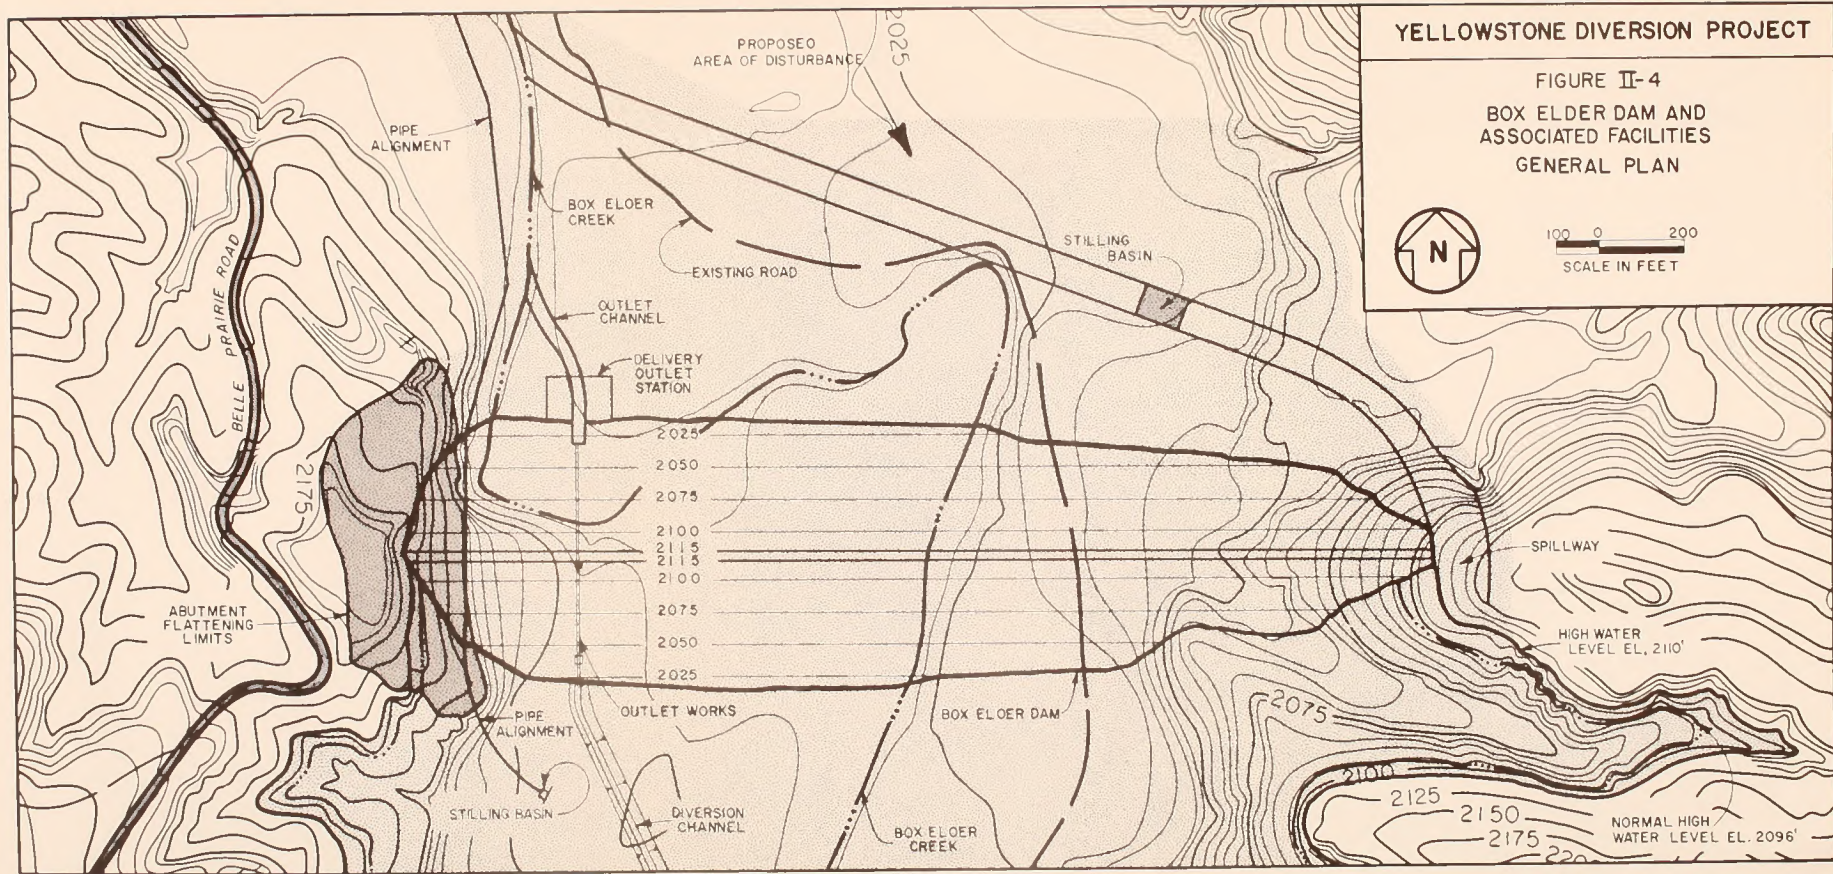 YELLOWSTONE DIVERSION PROJECT
FIGURE II-4
BOX ELDER DAM AND
ASSOCIATED FACILITIES
GENERAL PLAN
N
100 0 200
SCALE IN FEET
PROPOSED
AREA OF DISTURBANCE
2025
PIPE
ALIGNMENT
BOX ELDER
CREEK
EXISTING ROAD
STILLING
BASIN
BELLE PRAIRIE ROAD
OUTLET
CHANNEL
DELIVERY
OUTLET
STATION
2175
2025
2050
2075
2100
2115
2115
2100
2075
2050
2025
SPILLWAY
ABUTMENT
FLATTENING
LIMITS
HIGH WATER
LEVEL EL, 2110'
OUTLET WORKS
BOX ELDER DAM
PIPE
ALIGNMENT
2075
STILLING BASIN
DIVERSION
CHANNEL
BOX ELDER
CREEK
2100
2125
2150
2175
NORMAL HIGH
WATER LEVEL EL. 2096'